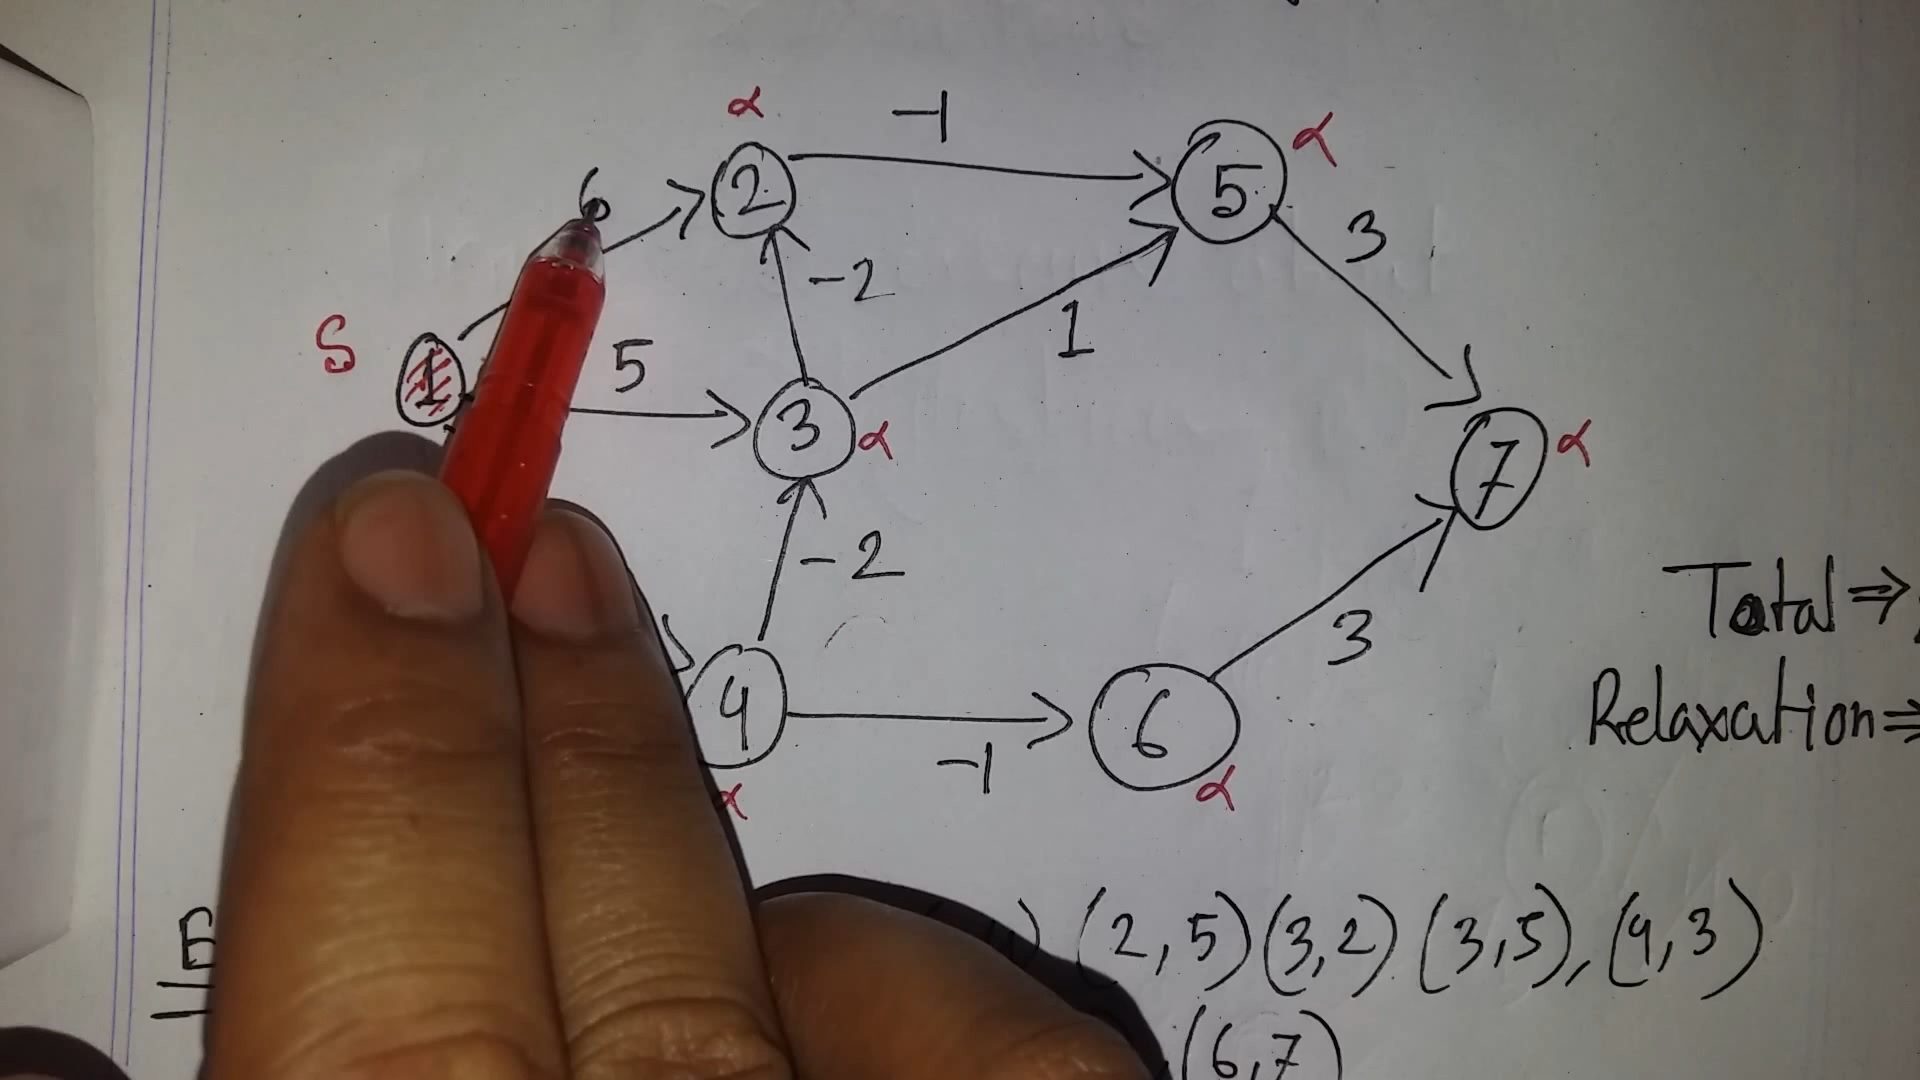 α
-1
α
6
2
5
-2
3
S
1
5
1
3
α
7
α
-2
Total ⇒
3
Relaxation ⇒
4
6
-1
α
α
E
) (2,5) (3,2) (3,5), (4,3)
, (6,7)